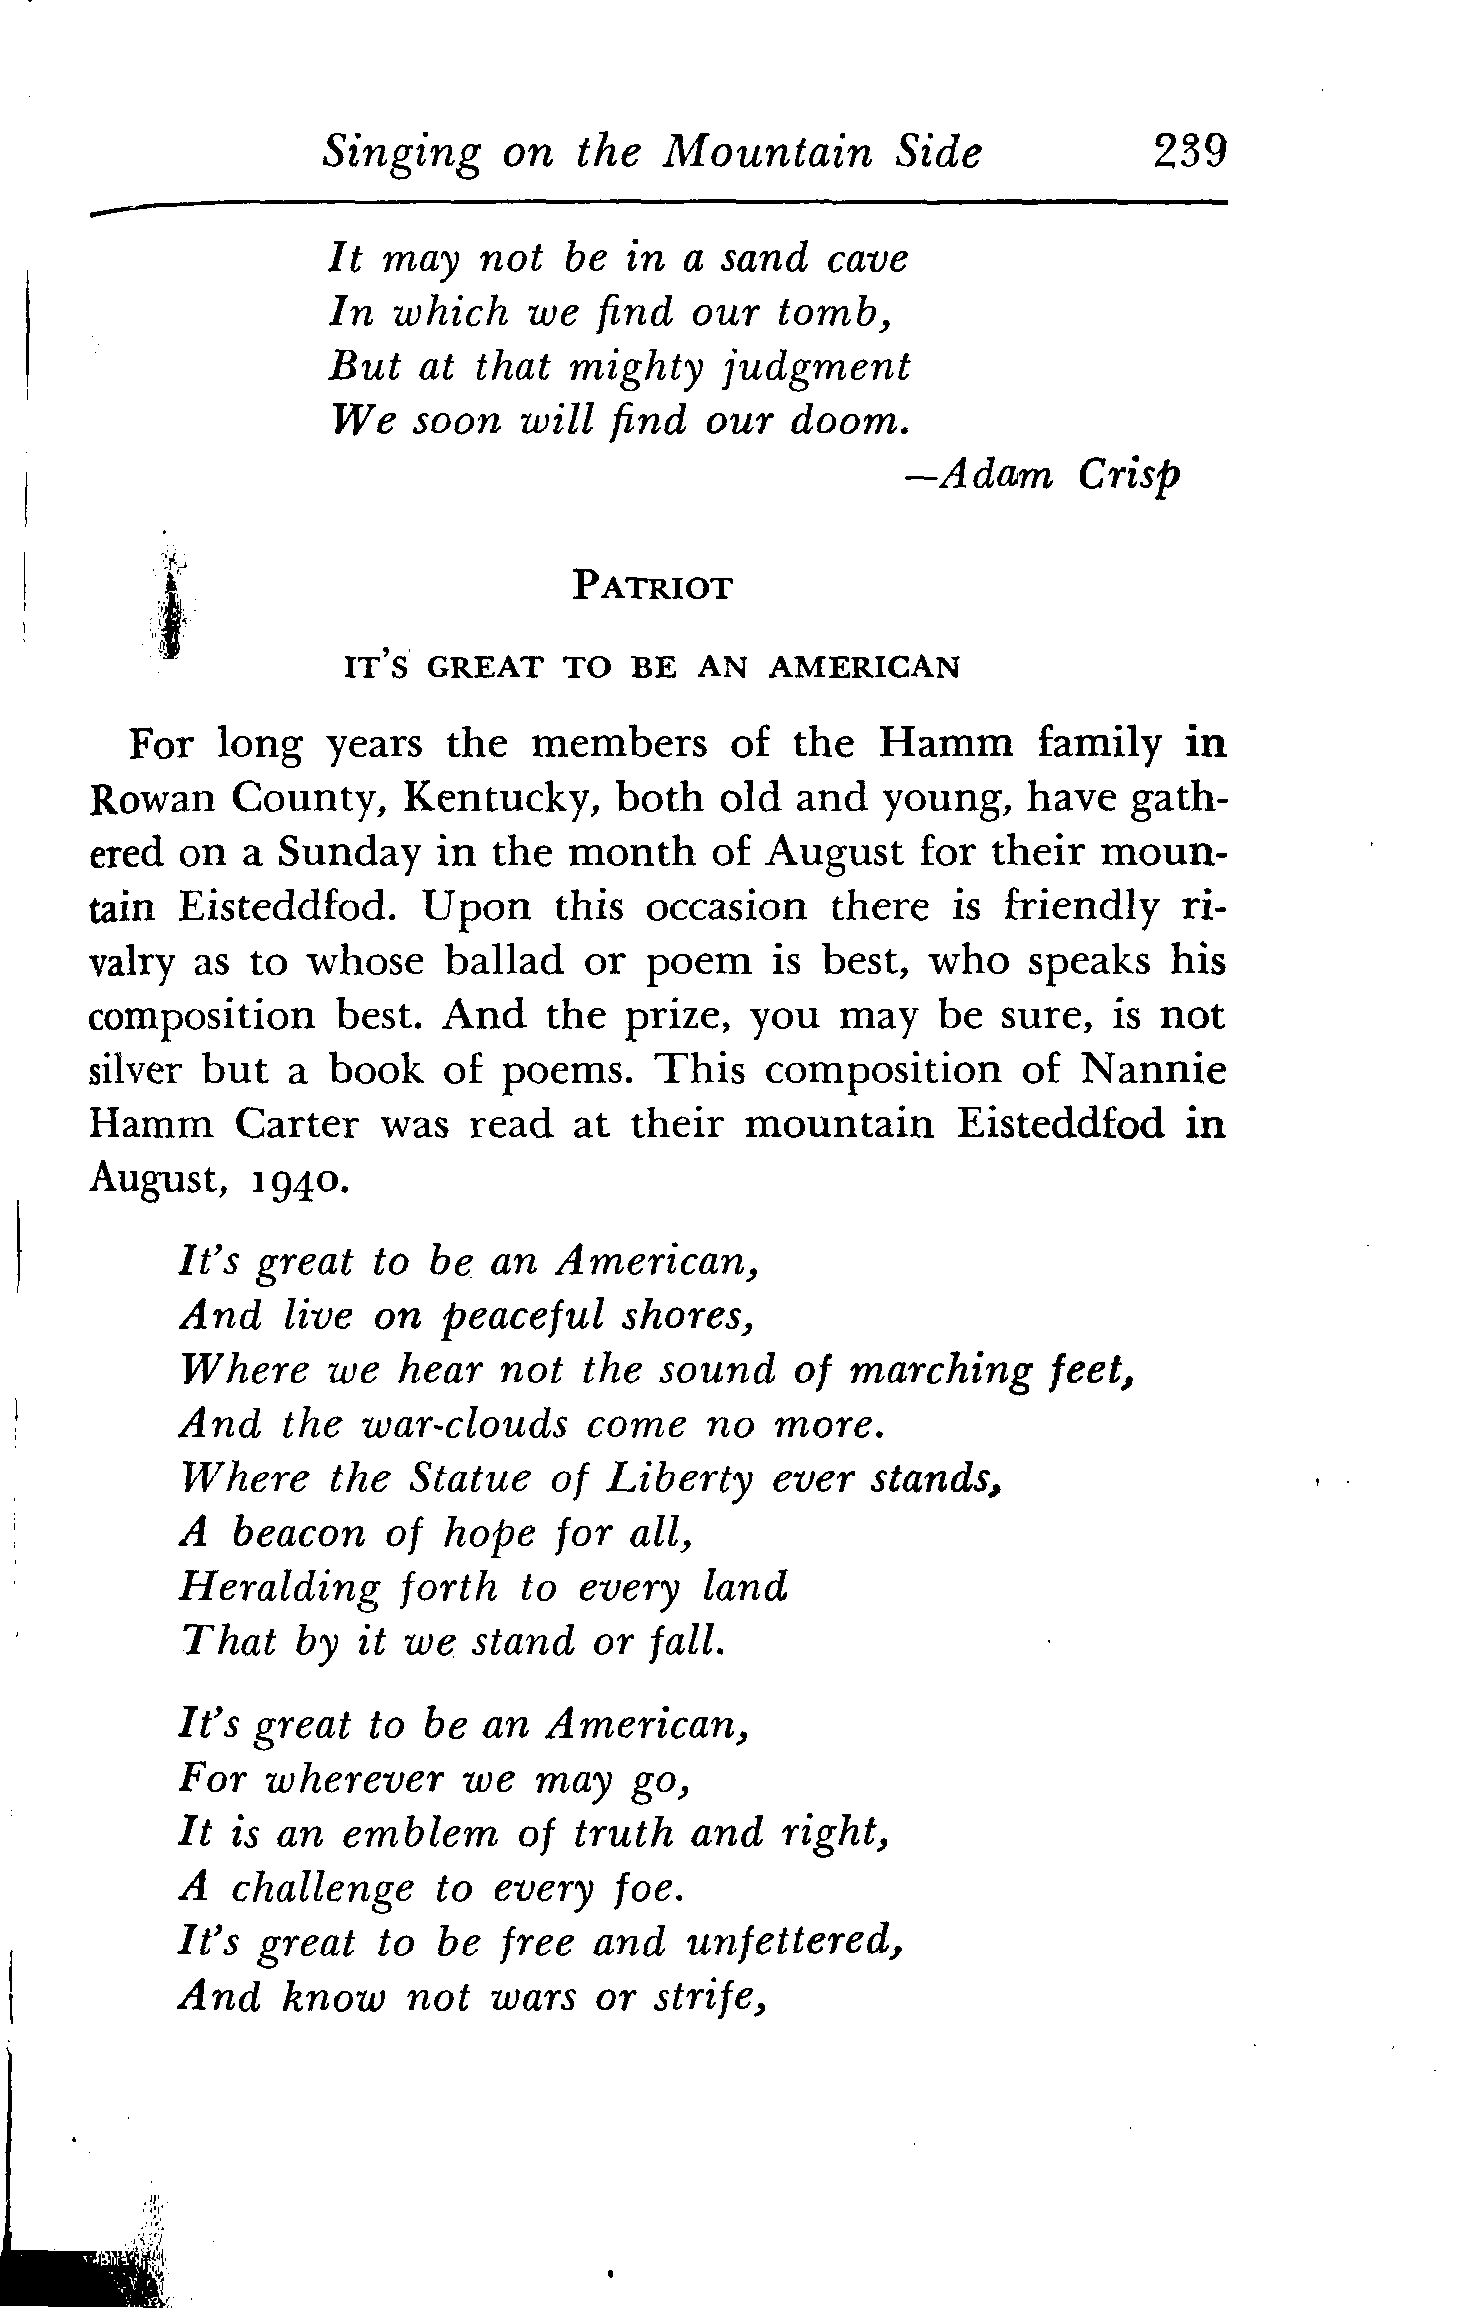 Singing on the Mountain Side 239
It may not be in a sand cave
In which we find our tomb,
But at that mighty judgment
We soon will find our doom.
—Adam Crisp
PATRIOT
IT'S GREAT TO BE AN AMERICAN
For long years the members of the Hamm family in
Rowan County, Kentucky, both old and young, have gath-
ered on a Sunday in the month of August for their moun-
tain Eisteddfod. Upon this occasion there is friendly ri-
valry as to whose ballad or poem is best, who speaks his
composition best. And the prize, you may be sure, is not
silver but a book of poems. This composition of Nannie
Hamm Carter was read at their mountain Eisteddfod in
August, 1940.
It's great to be an American,
And live on peaceful shores,
Where we hear not the sound of marching feet,
And the war-clouds come no more.
Where the Statue of Liberty ever stands,
A beacon of hope for all,
Heralding forth to every land
That by it we stand or fall.
It's great to be an American,
For wherever we may go,
It is an emblem of truth and right,
A challenge to every foe.
It's great to be free and unfettered,
And know not wars or strife,